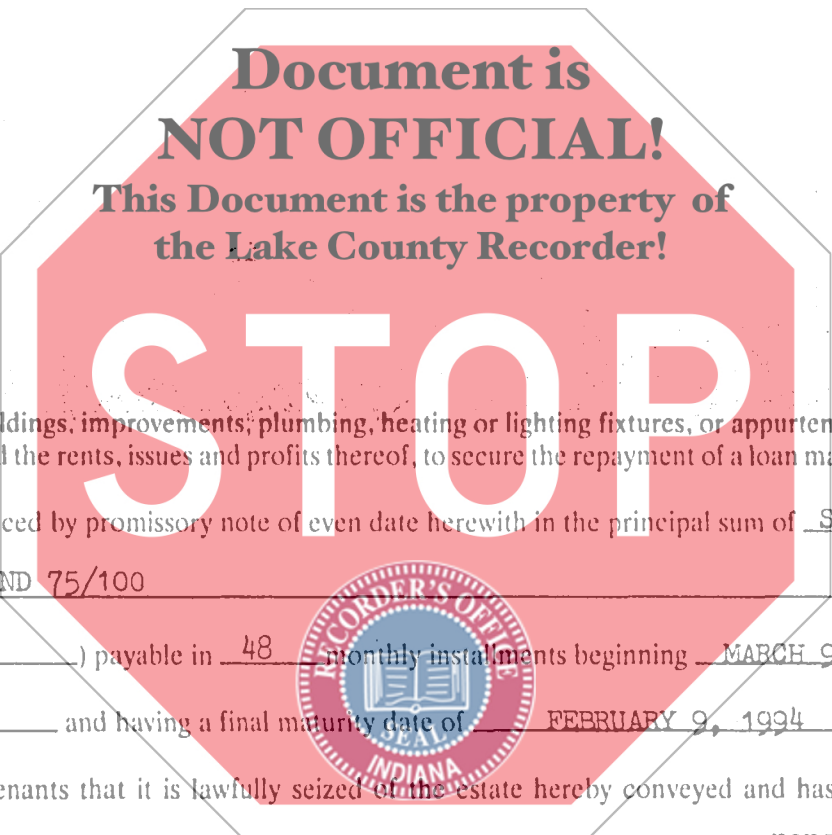 Document is
NOT OFFICIAL!
This Document is the property of
the Lake County Recorder!
STOP
ldings, improvements, plumbing, heating or lighting fixtures, or appurten
the rents, issues and profits thereof, to secure the repayment of a loan ma
ced by promissory note of even date herewith in the principal sum of S
ND 75/100
) payable in 48 monthly installments beginning MARCH 9
and having a final maturity date of FEBRUARY 9, 1994
RECORDER'S OFFICE
SEAL
INDIANA
enants that it is lawfully seized of the estate hereby conveyed and has